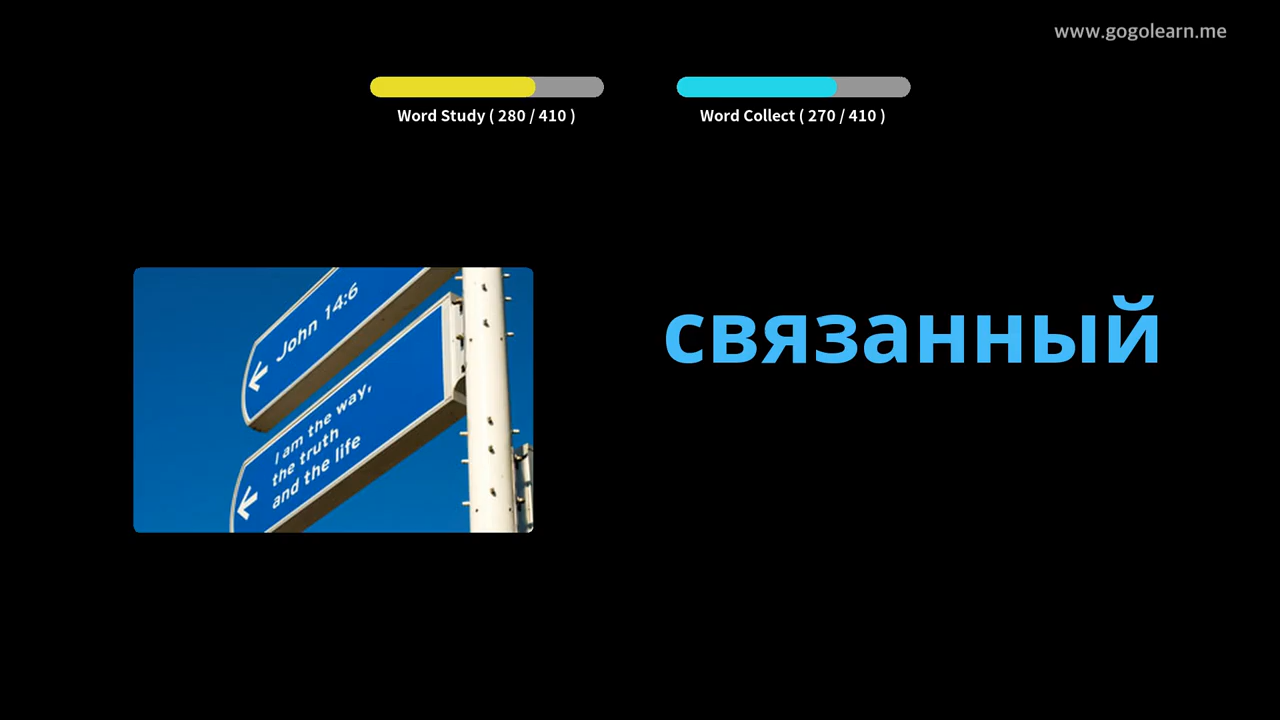 www.gogolearn.me
Word Study ( 280 / 410 )
Word Collect ( 270 / 410 )
John 14:6
I am the way,
the truth
and the life
связанный